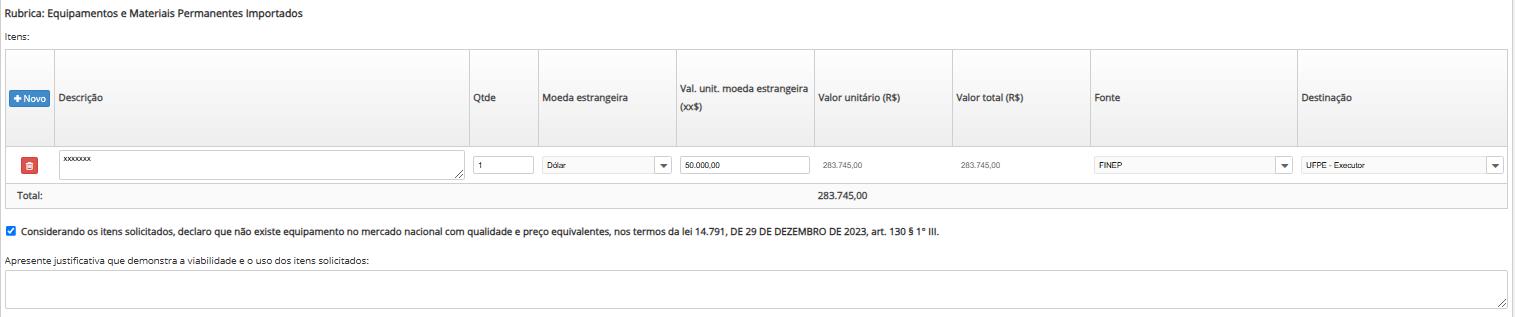 Rubrica: Equipamentos e Materiais Permanentes Importados
Itens:
+ Novo Descrição Qtde Moeda estrangeira Val. unit. moeda estrangeira (xx$) Valor unitário (R$) Valor total (R$) Fonte Destinação
xxxxxxx 1 Dólar 50.000,00 283.745,00 283.745,00 FINEP UFPE - Executor
Total: 283.745,00
Considerando os itens solicitados, declaro que não existe equipamento no mercado nacional com qualidade e preço equivalentes, nos termos da lei 14.791, DE 29 DE DEZEMBRO DE 2023, art. 130 § 1° III.
Apresente justificativa que demonstra a viabilidade e o uso dos itens solicitados: